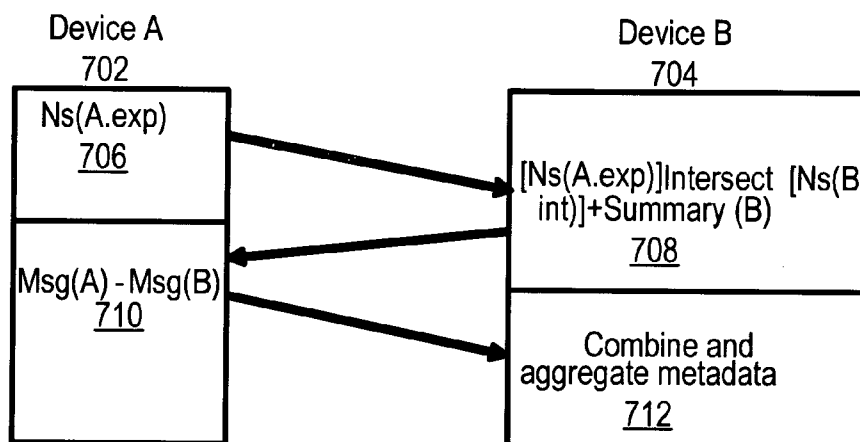 Device A
702
Ns(A.exp)
706
Msg(A) - Msg(B)
710
Device B
704
[Ns(A.exp)]Intersect [Ns(B
int)]+Summary (B)
708
Combine and
aggregate metadata
712